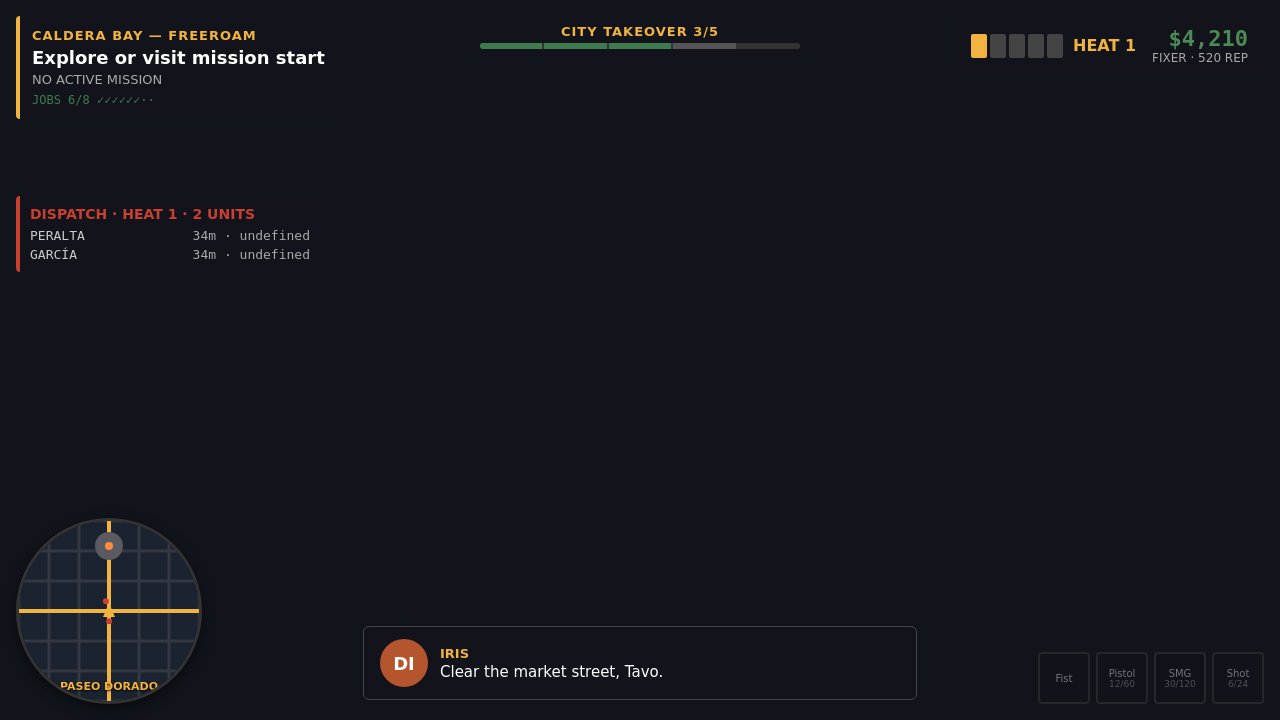 CALDERA BAY — FREEROAM
Explore or visit mission start
NO ACTIVE MISSION
JOBS 6/8 ✓✓✓✓✓✓··
CITY TAKEOVER 3/5
HEAT 1
$4,210
FIXER · 520 REP
DISPATCH · HEAT 1 · 2 UNITS
PERALTA 34m · undefined
GARCÍA 34m · undefined
PASEO DORADO
DI
IRIS
Clear the market street, Tavo.
Fist
Pistol
12/60
SMG
30/120
Shot
6/24